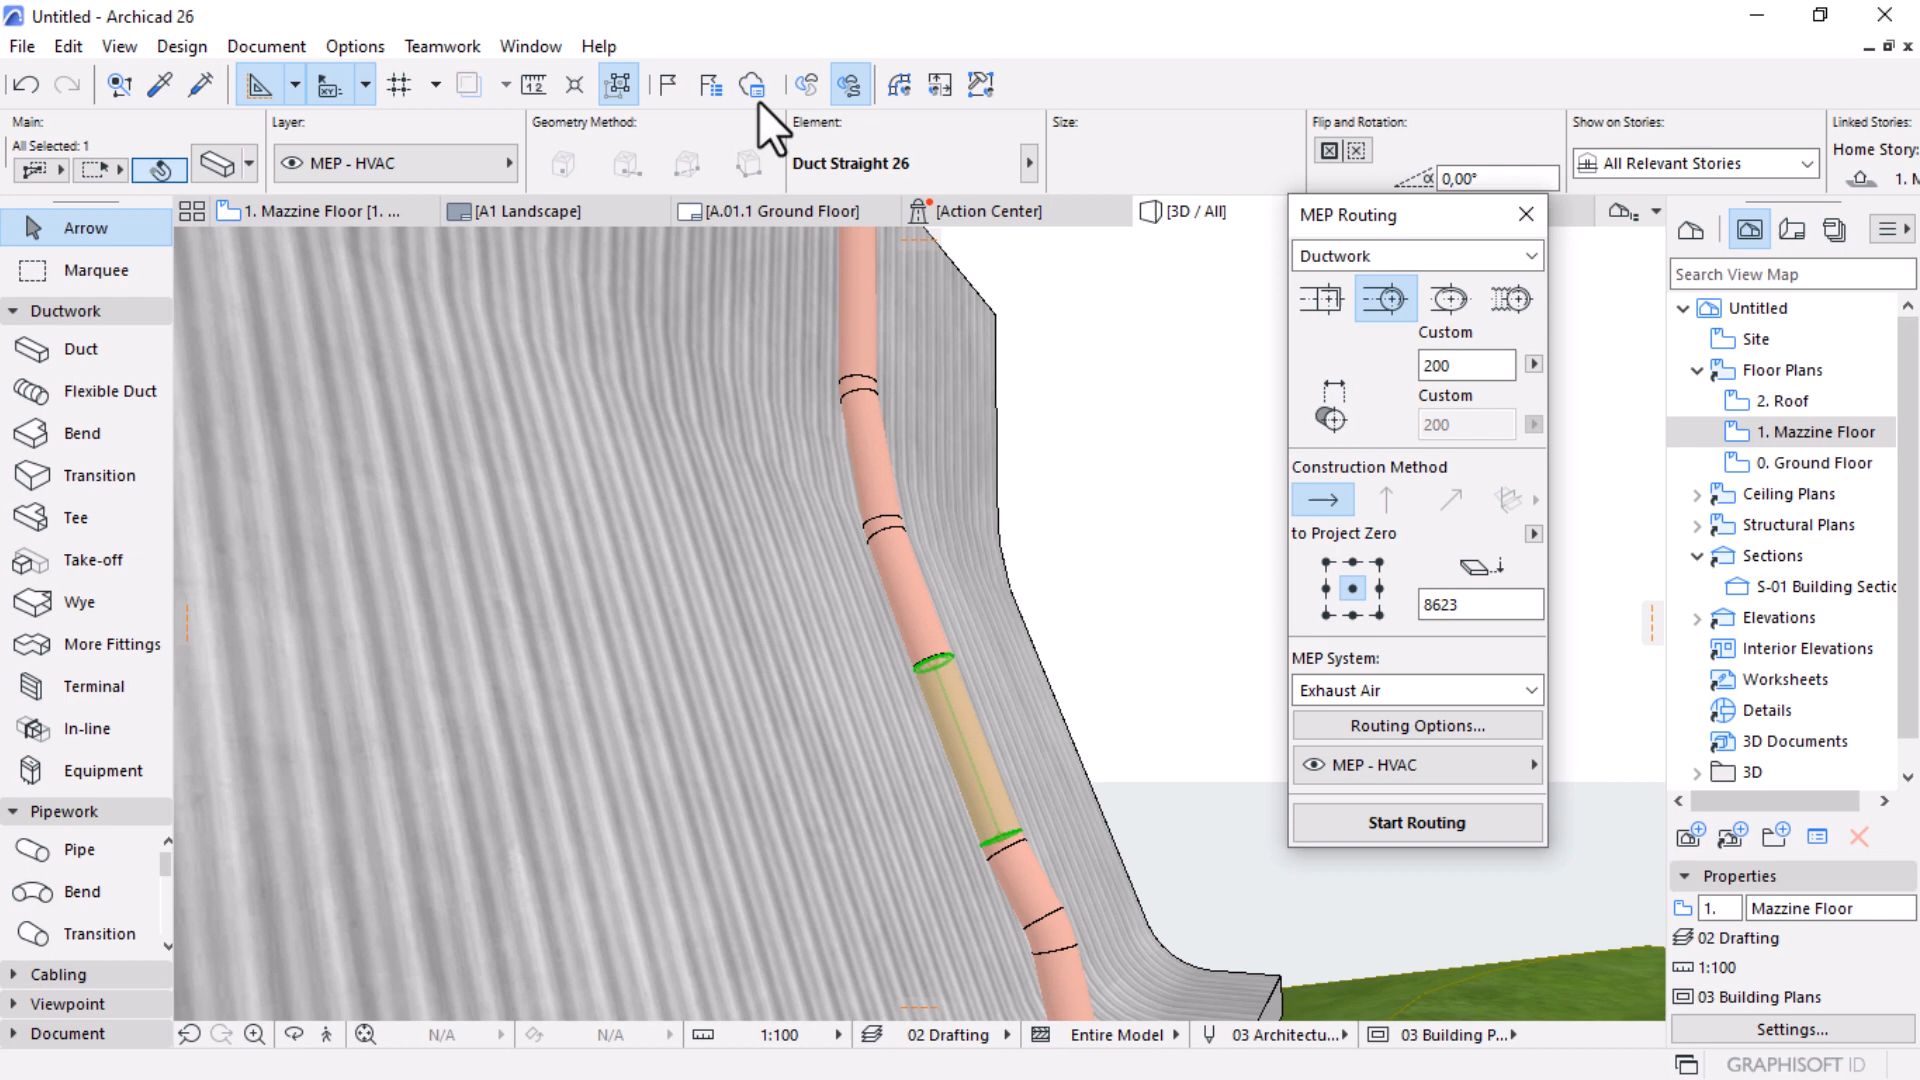 Untitled - Archicad 26
File Edit View Design Document Options Teamwork Window Help
Main:
All Selected: 1
Layer:
MEP - HVAC
Geometry Method:
Element:
Duct Straight 26
Size:
Flip and Rotation:
α 0,00°
Show on Stories:
All Relevant Stories
Linked Stories:
Home Story:
1. M
1. Mazzine Floor [1. ...
[A1 Landscape]
[A.01.1 Ground Floor]
[Action Center]
[3D / All]
Arrow
Marquee
Ductwork
Duct
Flexible Duct
Bend
Transition
Tee
Take-off
Wye
More Fittings
Terminal
In-line
Equipment
Pipework
Pipe
Bend
Transition
Cabling
Viewpoint
Document
MEP Routing
Ductwork
Custom
200
Custom
200
Construction Method
to Project Zero
8623
MEP System:
Exhaust Air
Routing Options...
MEP - HVAC
Start Routing
Search View Map
Untitled
Site
Floor Plans
2. Roof
1. Mazzine Floor
0. Ground Floor
Ceiling Plans
Structural Plans
Sections
S-01 Building Sectic
Elevations
Interior Elevations
Worksheets
Details
3D Documents
3D
Properties
1. Mazzine Floor
02 Drafting
1:100
03 Building Plans
Settings...
N/A
N/A
1:100
02 Drafting
Entire Model
03 Architectu...
03 Building P...
GRAPHISOFT ID